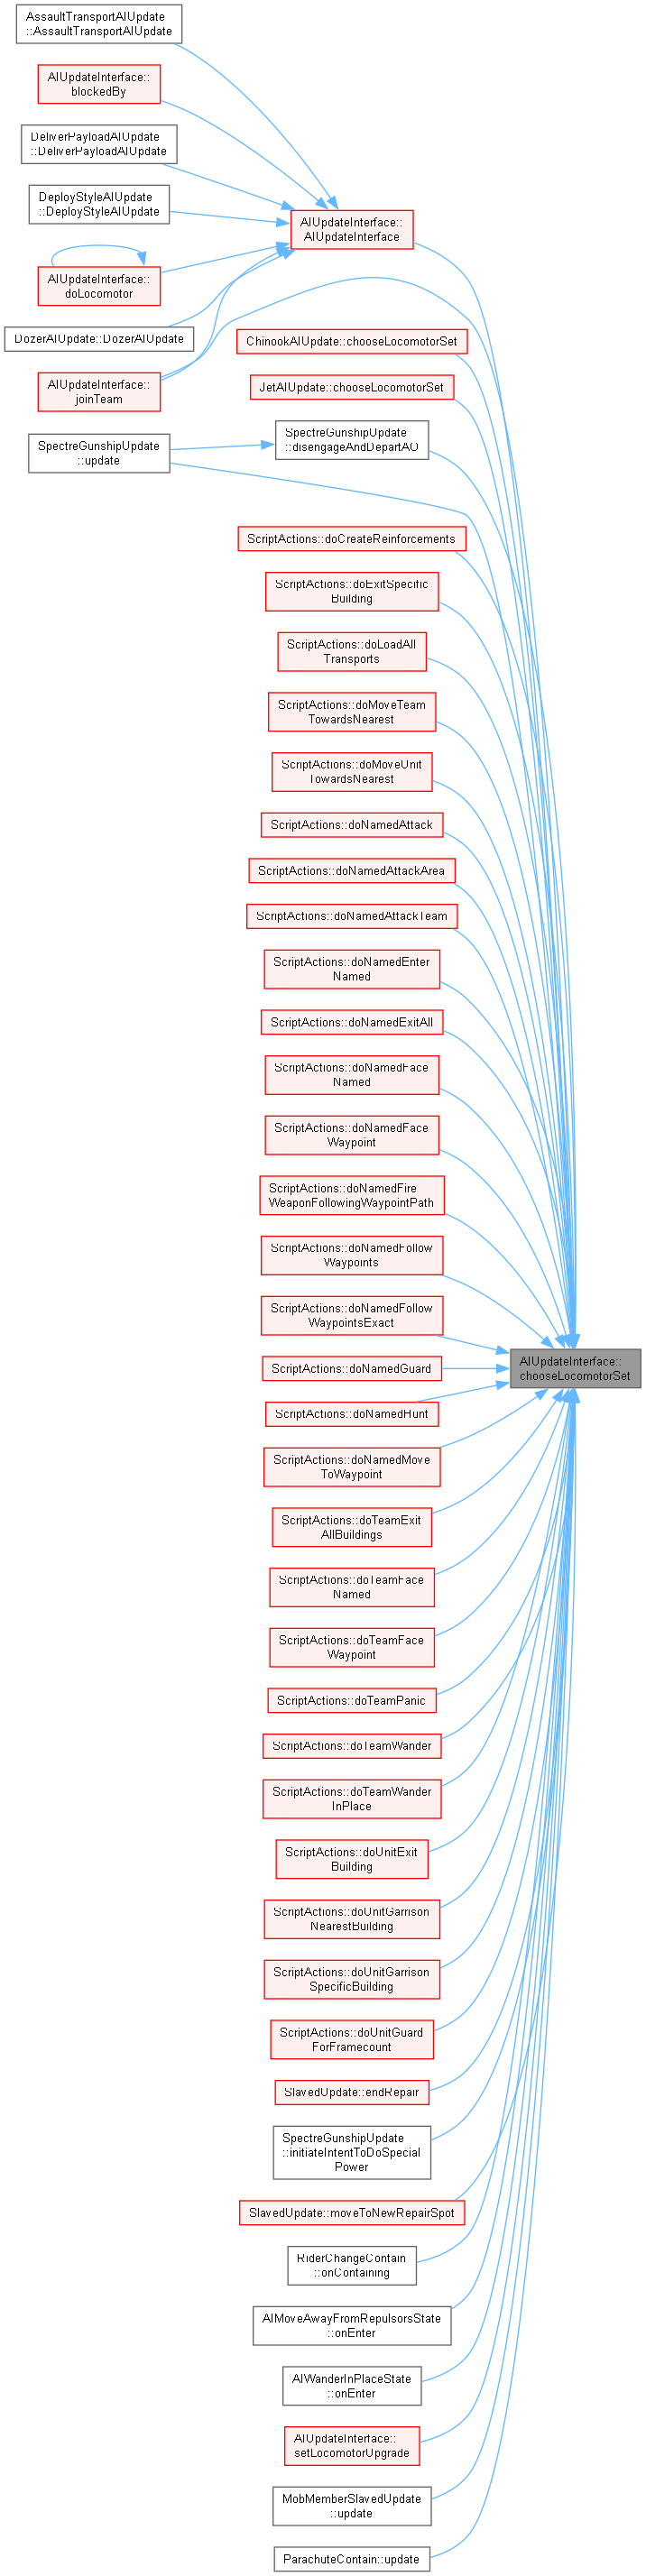 AssaultTransportAIUpdate
::AssaultTransportAIUpdate
AIUpdateInterface::
blockedBy
DeliverPayloadAIUpdate
::DeliverPayloadAIUpdate
DeployStyleAIUpdate
::DeployStyleAIUpdate
AIUpdateInterface::
AIUpdateInterface
AIUpdateInterface::
doLocomotor
DozerAIUpdate::DozerAIUpdate
ChinookAIUpdate::chooseLocomotorSet
AIUpdateInterface::
joinTeam
JetAIUpdate::chooseLocomotorSet
SpectreGunshipUpdate
::disengageAndDepartAO
SpectreGunshipUpdate
::update
ScriptActions::doCreateReinforcements
ScriptActions::doExitSpecific
Building
ScriptActions::doLoadAll
Transports
ScriptActions::doMoveTeam
TowardsNearest
ScriptActions::doMoveUnit
TowardsNearest
ScriptActions::doNamedAttack
ScriptActions::doNamedAttackArea
ScriptActions::doNamedAttackTeam
ScriptActions::doNamedEnter
Named
ScriptActions::doNamedExitAll
ScriptActions::doNamedFace
Named
ScriptActions::doNamedFace
Waypoint
ScriptActions::doNamedFire
WeaponFollowingWaypointPath
ScriptActions::doNamedFollow
Waypoints
ScriptActions::doNamedFollow
WaypointsExact
ScriptActions::doNamedGuard
AIUpdateInterface::
chooseLocomotorSet
ScriptActions::doNamedHunt
ScriptActions::doNamedMove
ToWaypoint
ScriptActions::doTeamExit
AllBuildings
ScriptActions::doTeamFace
Named
ScriptActions::doTeamFace
Waypoint
ScriptActions::doTeamPanic
ScriptActions::doTeamWander
ScriptActions::doTeamWander
InPlace
ScriptActions::doUnitExit
Building
ScriptActions::doUnitGarrison
NearestBuilding
ScriptActions::doUnitGarrison
SpecificBuilding
ScriptActions::doUnitGuard
ForFramecount
SlavedUpdate::endRepair
SpectreGunshipUpdate
::initiateIntentToDoSpecial
Power
SlavedUpdate::moveToNewRepairSpot
RiderChangeContain
::onContaining
AIMoveAwayFromRepulsorsState
::onEnter
AIWanderInPlaceState
::onEnter
AIUpdateInterface::
setLocomotorUpgrade
MobMemberSlavedUpdate
::update
ParachuteContain::update